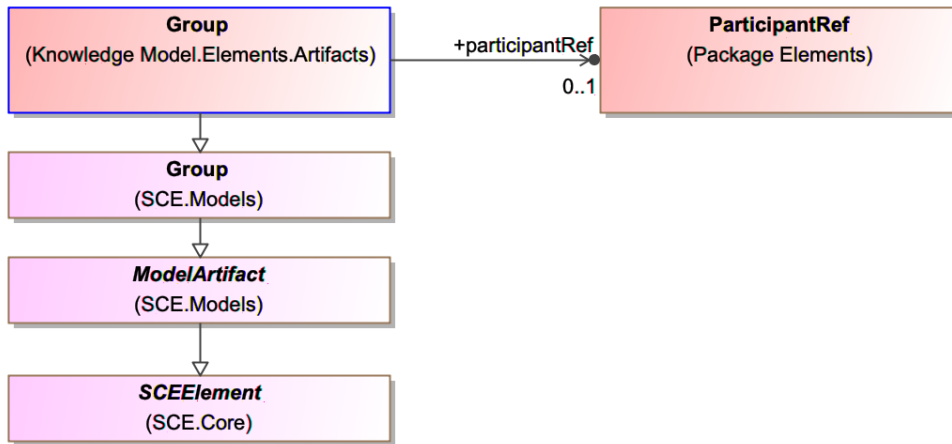 Group
(Knowledge Model.Elements.Artifacts)
+participantRef
0..1
ParticipantRef
(Package Elements)
Group
(SCE.Models)
ModelArtifact
(SCE.Models)
SCEElement
(SCE.Core)